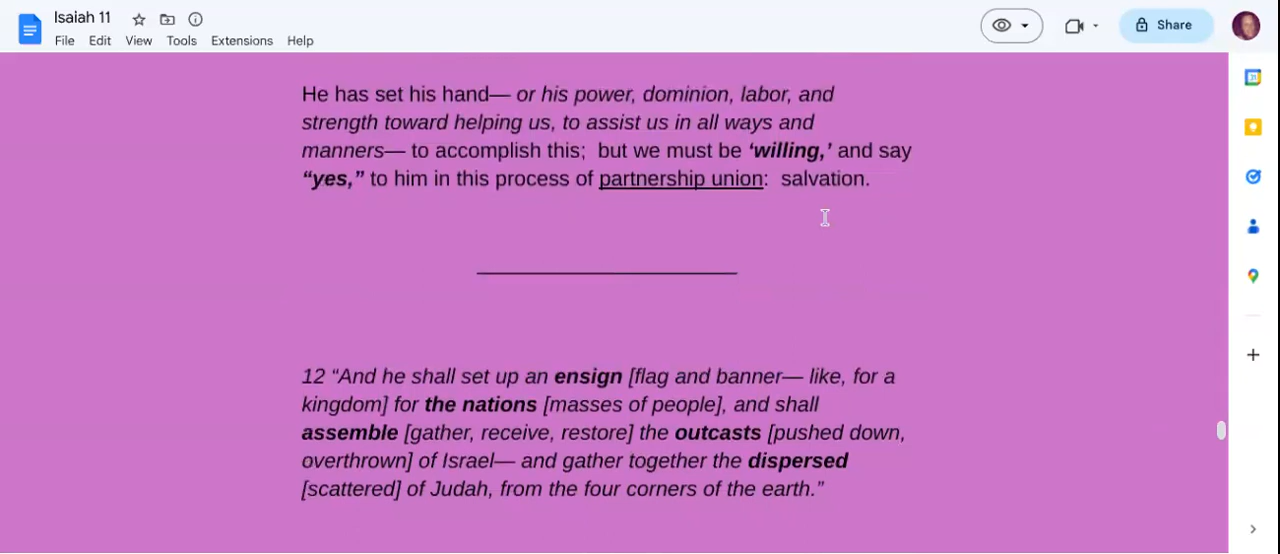 Isaiah 11
File Edit View Tools Extensions Help
Share
31
He has set his hand— or his power, dominion, labor, and
strength toward helping us, to assist us in all ways and
manners— to accomplish this;  but we must be ‘willing,’ and say
“yes,” to him in this process of partnership union:  salvation.
12 “And he shall set up an ensign [flag and banner— like, for a
kingdom] for the nations [masses of people], and shall
assemble [gather, receive, restore] the outcasts [pushed down,
overthrown] of Israel— and gather together the dispersed
[scattered] of Judah, from the four corners of the earth.”